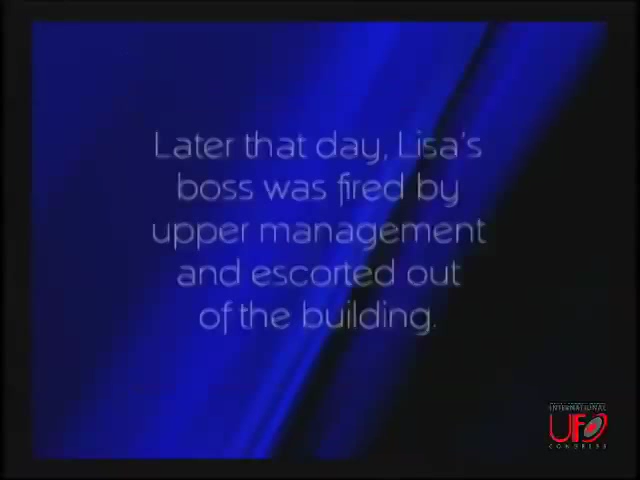 Later that day, Lisa's
boss was fired by
upper management
and escorted out
of the building.
INTERNATIONAL
UFO
CONGRESS